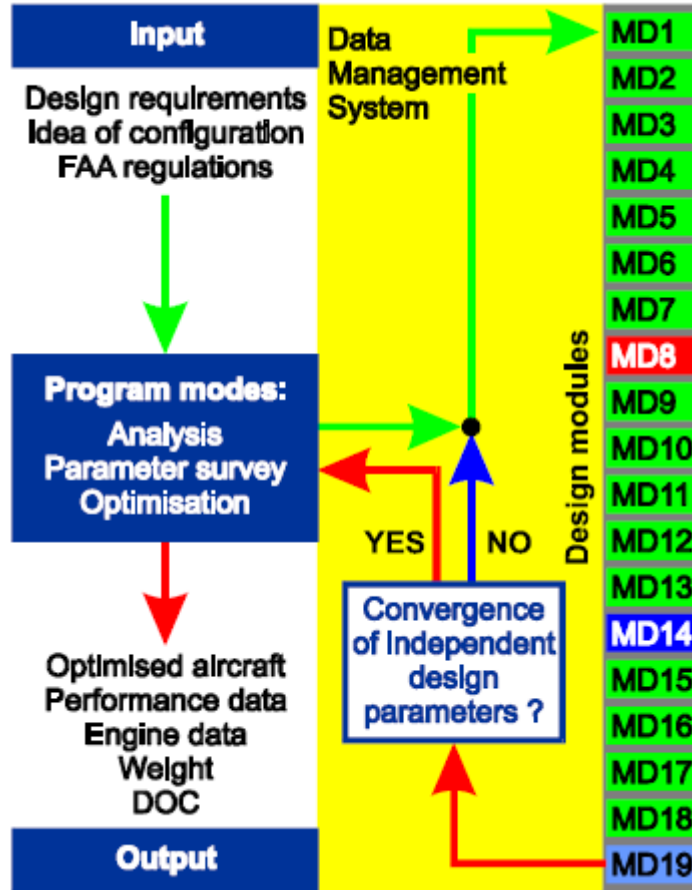 Input
Design requirements
Idea of configuration
FAA regulations
Program modes:
Analysis
Parameter survey
Optimisation
Optimised aircraft
Performance data
Engine data
Weight
DOC
Output
Data
Management
System
YES
NO
Convergence
of independent
design
parameters ?
Design modules
MD1
MD2
MD3
MD4
MD5
MD6
MD7
MD8
MD9
MD10
MD11
MD12
MD13
MD14
MD15
MD16
MD17
MD18
MD19